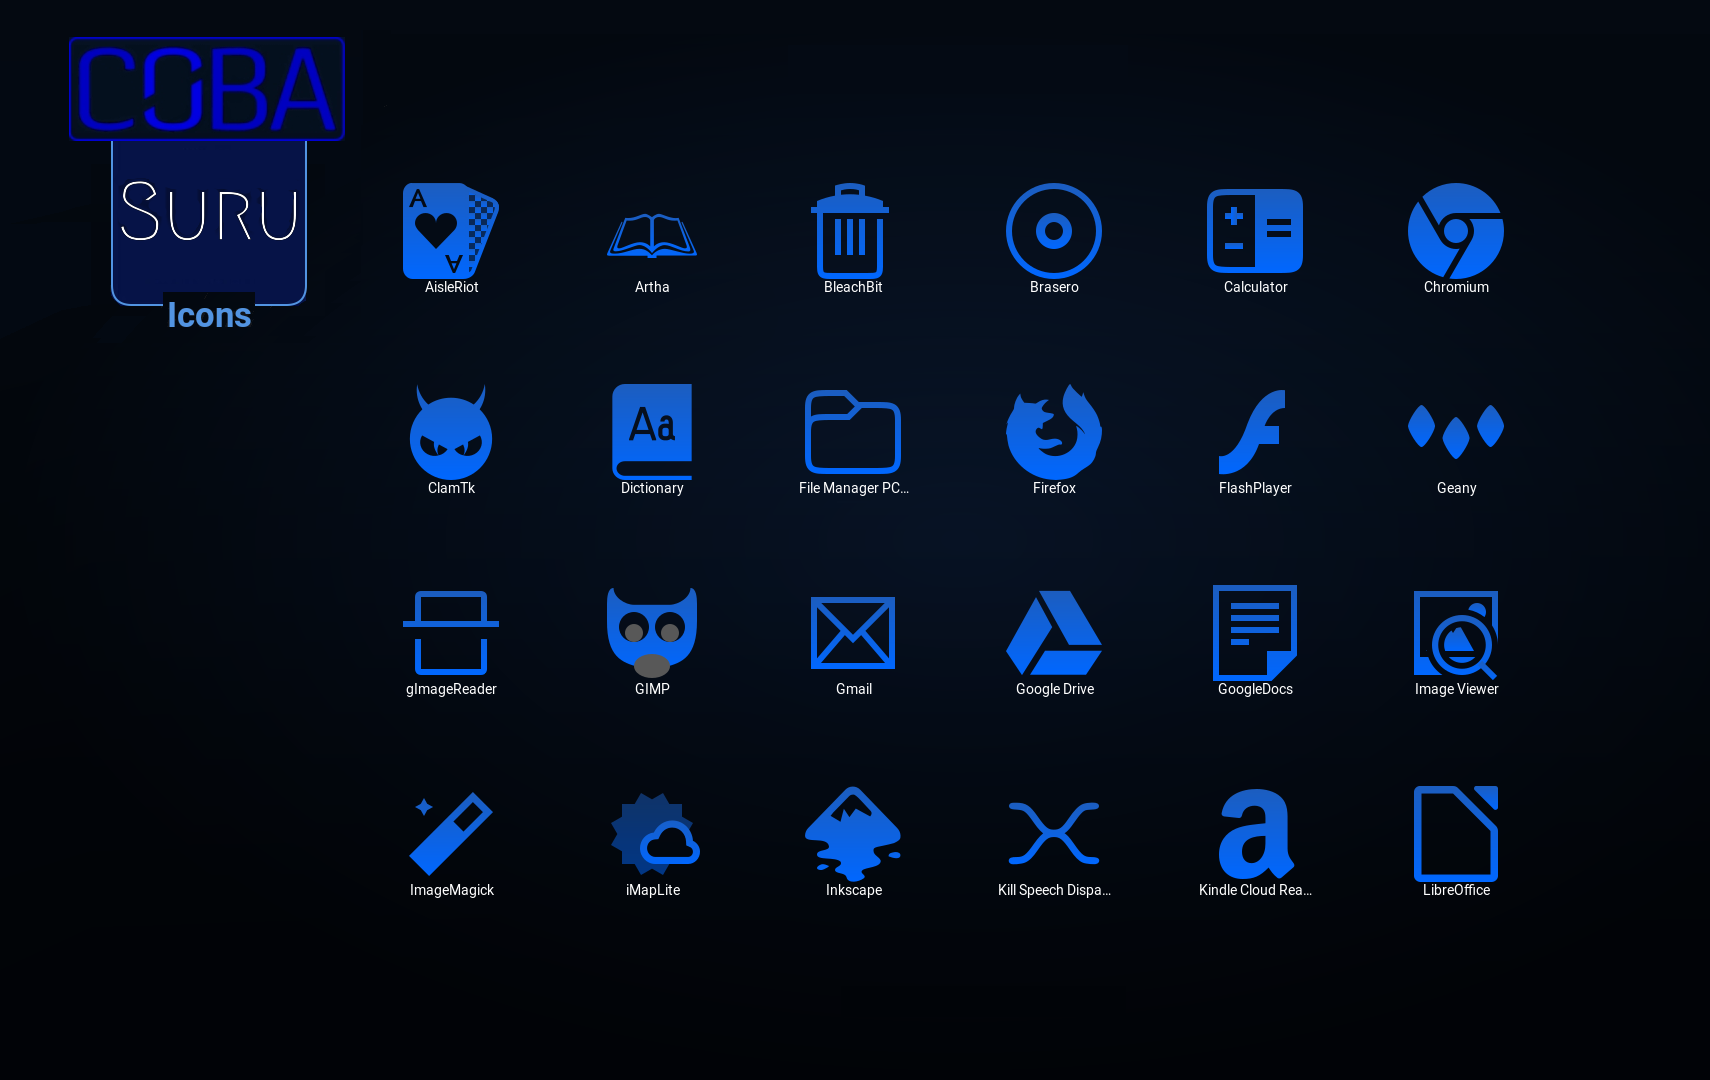 COBA
SURU
Icons
A
A
AisleRiot
Artha
BleachBit
Brasero
Calculator
Chromium
Aa
ClamTk
Dictionary
File Manager PC...
Firefox
FlashPlayer
Geany
gImageReader
GIMP
Gmail
Google Drive
GoogleDocs
Image Viewer
a
ImageMagick
iMapLite
Inkscape
Kill Speech Dispa...
Kindle Cloud Rea...
LibreOffice